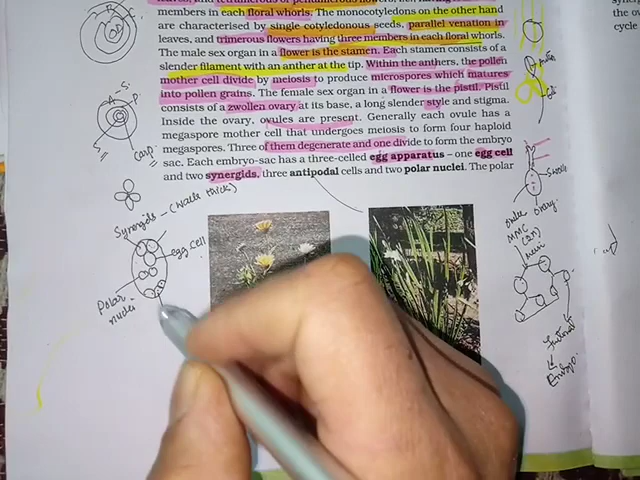 members in each floral whorls. The monocotyledons on the other hand
are characterised by single cotyledonous seeds, parallel venation in
leaves, and trimerous flowers having three members in each floral whorls.
The male sex organ in a flower is the stamen. Each stamen consists of a
slender filament with an anther at the tip. Within the anthers, the pollen
mother cell divide by meiosis to produce microspores which matures
into pollen grains. The female sex organ in a flower is the pistil. Pistil
consists of a swollen ovary at its base, a long slender style and stigma.
Inside the ovary, ovules are present. Generally each ovule has a
megaspore mother cell that undergoes meiosis to form four haploid
megaspores. Three of them degenerate and one divide to form the embryo
sac. Each embryo-sac has a three-celled egg apparatus – one egg cell
and two synergids, three antipodal cells and two polar nuclei. The polar
Synergids - (walls thick)
egg cell
Polar
nuclei
ovule ovary
MMC
(2n)
Embryo
the ov
cycle